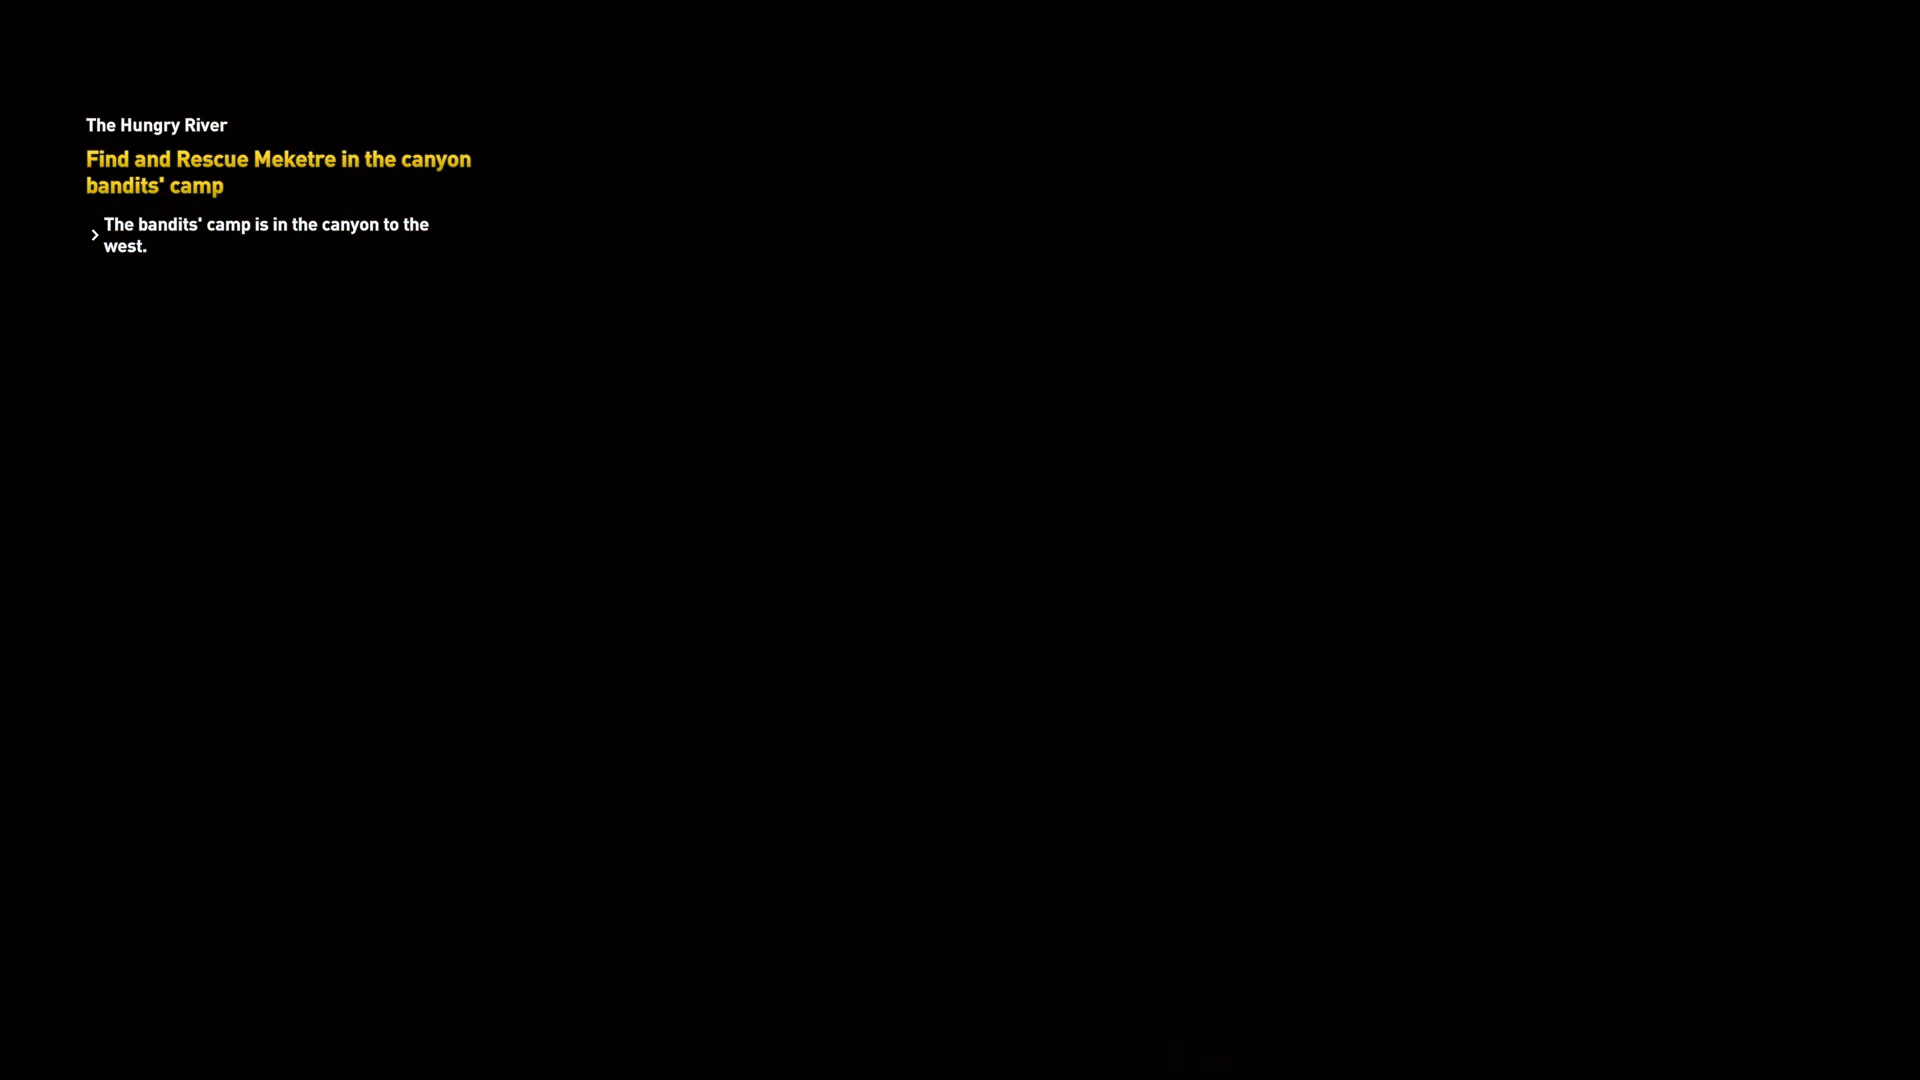 The Hungry River
Find and Rescue Meketre in the canyon
bandits' camp
The bandits' camp is in the canyon to the
west.